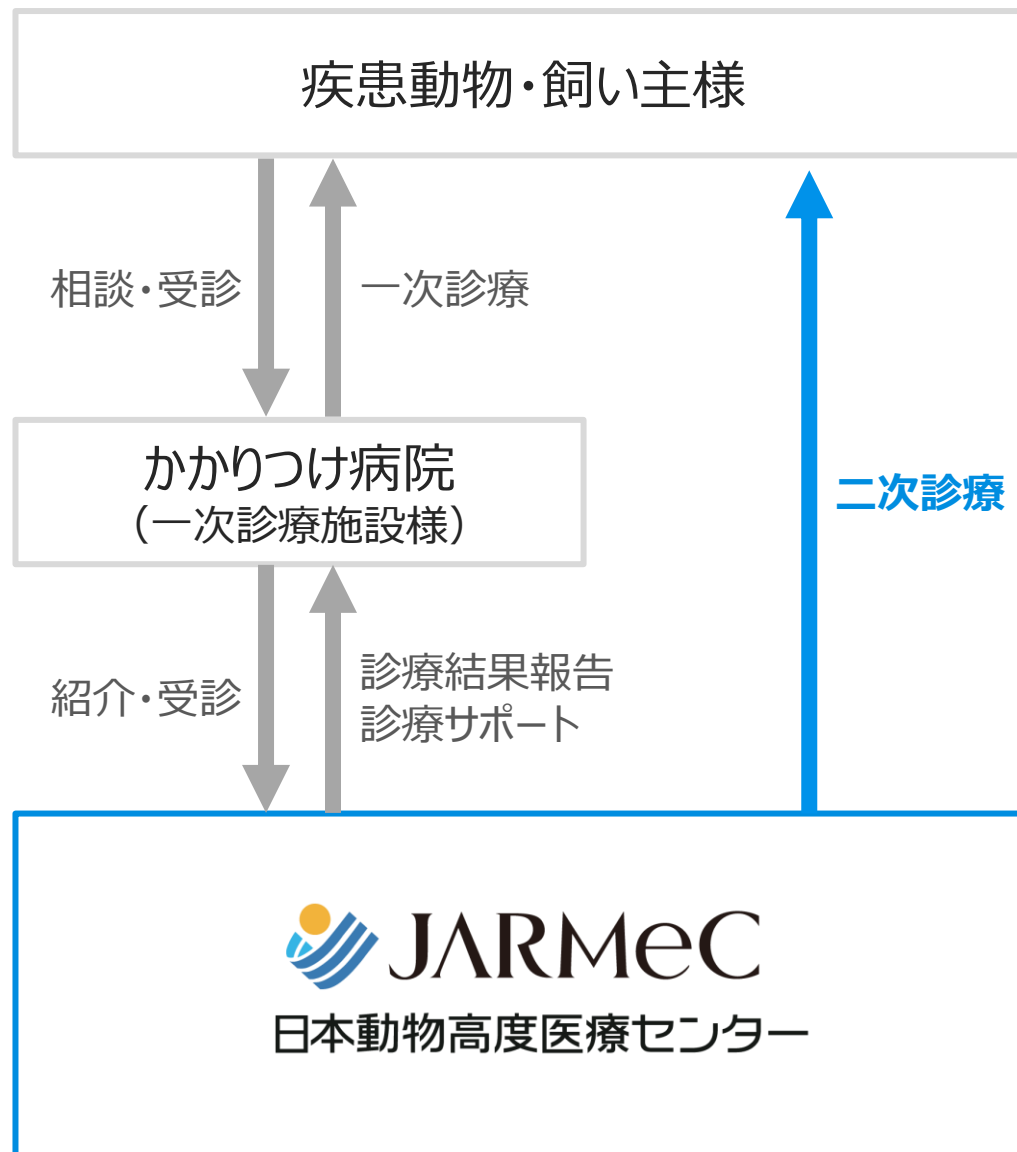 疾患動物・飼い主様
相談・受診
一次診療
かかりつけ病院
（一次診療施設様）
二次診療
紹介・受診
診療結果報告
診療サポート
JARMeC
日本動物高度医療センター